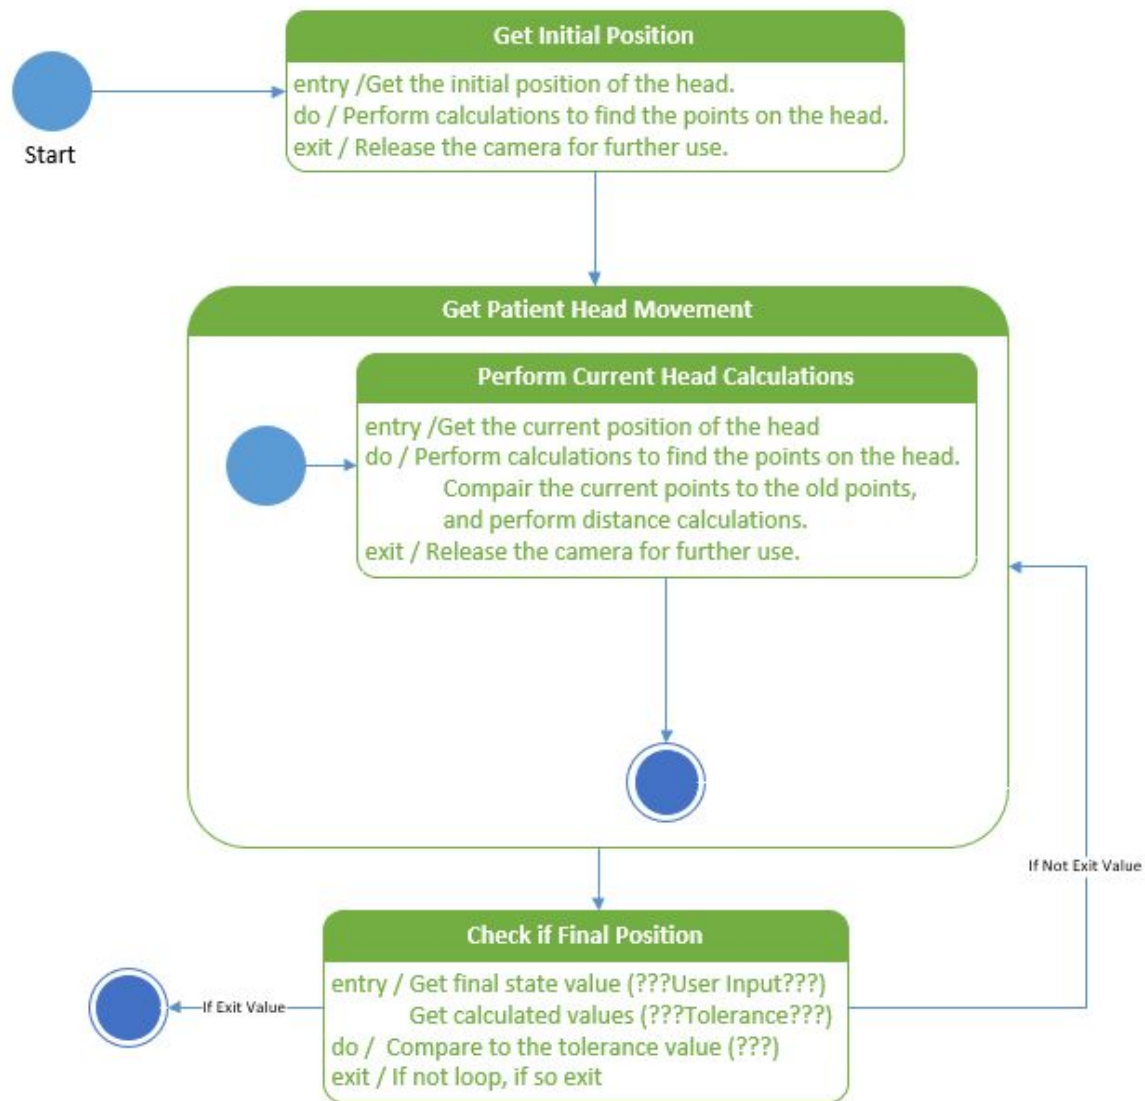 Get Initial Position
entry /Get the initial position of the head.
do / Perform calculations to find the points on the head.
exit / Release the camera for further use.
Start
Get Patient Head Movement
Perform Current Head Calculations
entry /Get the current position of the head
do / Perform calculations to find the points on the head.
Compair the current points to the old points,
and perform distance calculations.
exit / Release the camera for further use.
If Not Exit Value
Check if Final Position
entry / Get final state value (???User Input???)
Get calculated values (???Tolerance???)
do /  Compare to the tolerance value (???)
exit / If not loop, if so exit
If Exit Value